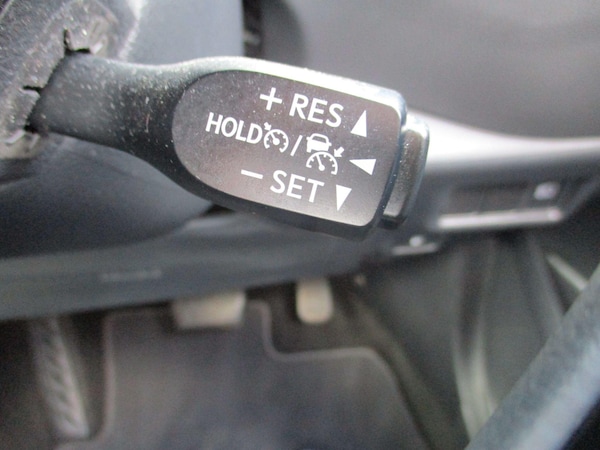 + RES
HOLD /
– SET